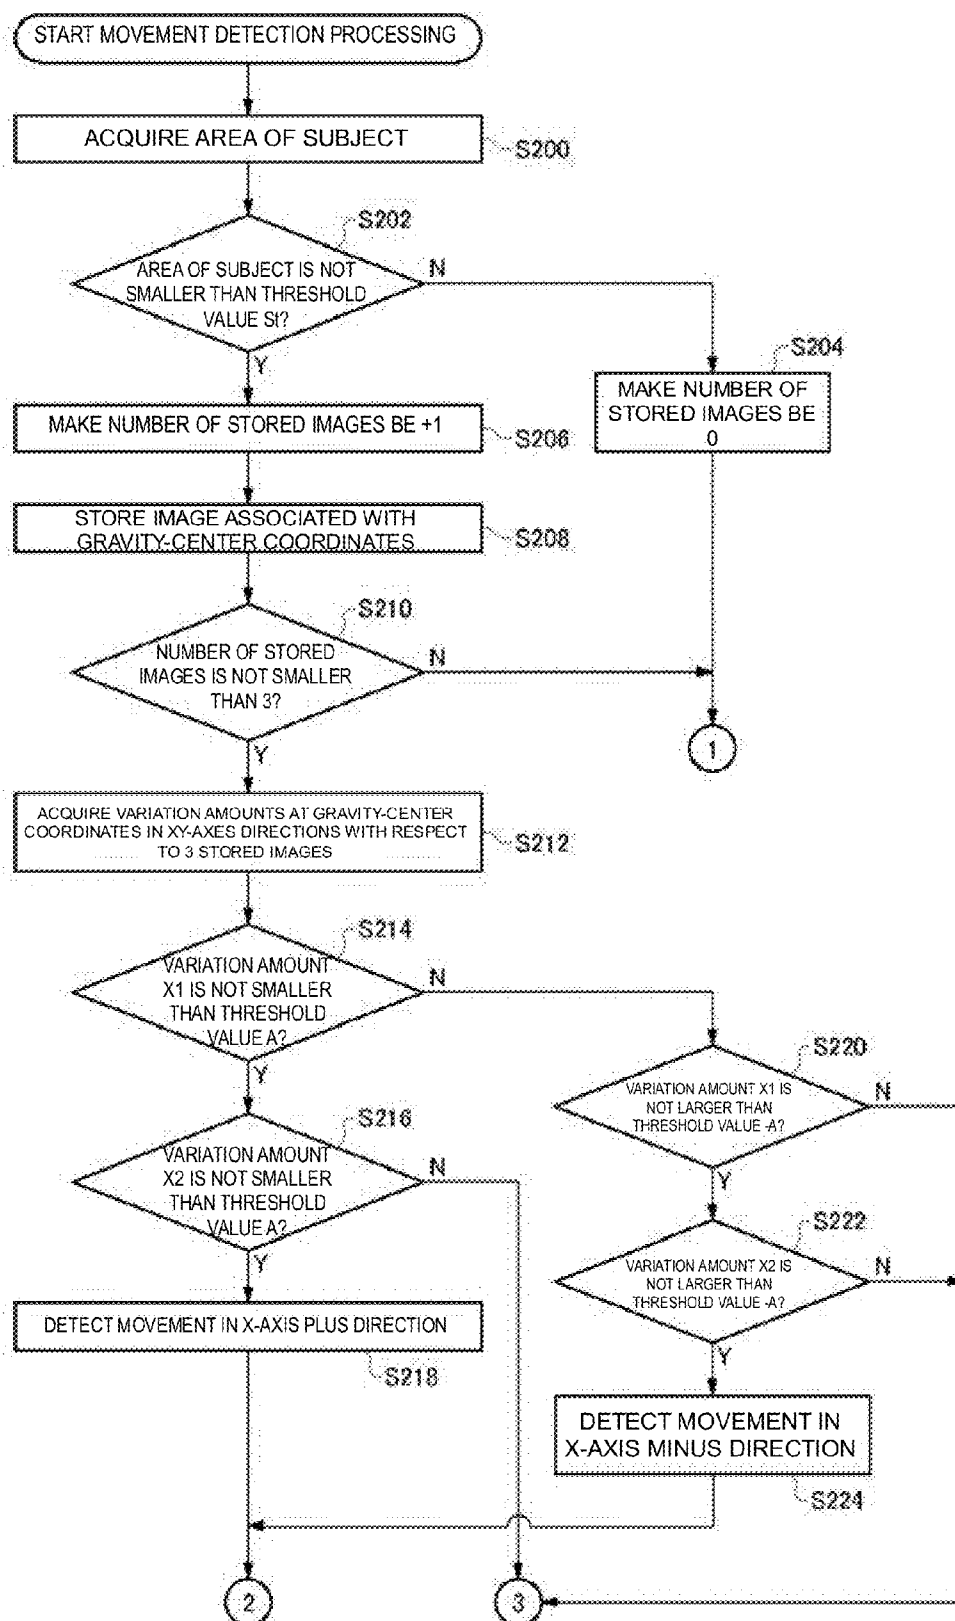 START MOVEMENT DETECTION PROCESSING
ACQUIRE AREA OF SUBJECT
S200
S202
AREA OF SUBJECT IS NOT
SMALLER THAN THRESHOLD
VALUE St?
N
Y
S204
MAKE NUMBER OF
STORED IMAGES BE
0
MAKE NUMBER OF STORED IMAGES BE +1
S206
STORE IMAGE ASSOCIATED WITH
GRAVITY-CENTER COORDINATES
S208
S210
NUMBER OF STORED
IMAGES IS NOT SMALLER
THAN 3?
N
Y
1
ACQUIRE VARIATION AMOUNTS AT GRAVITY-CENTER
COORDINATES IN XY-AXES DIRECTIONS WITH RESPECT
TO 3 STORED IMAGES
S212
S214
VARIATION AMOUNT
X1 IS NOT SMALLER
THAN THRESHOLD
VALUE A?
N
Y
S220
VARIATION AMOUNT X1 IS
NOT LARGER THAN
THRESHOLD VALUE -A?
N
Y
S216
VARIATION AMOUNT
X2 IS NOT SMALLER
THAN THRESHOLD
VALUE A?
N
Y
S222
VARIATION AMOUNT X2 IS
NOT LARGER THAN
THRESHOLD VALUE -A?
N
Y
DETECT MOVEMENT IN X-AXIS PLUS DIRECTION
S218
DETECT MOVEMENT IN
X-AXIS MINUS DIRECTION
S224
2
3